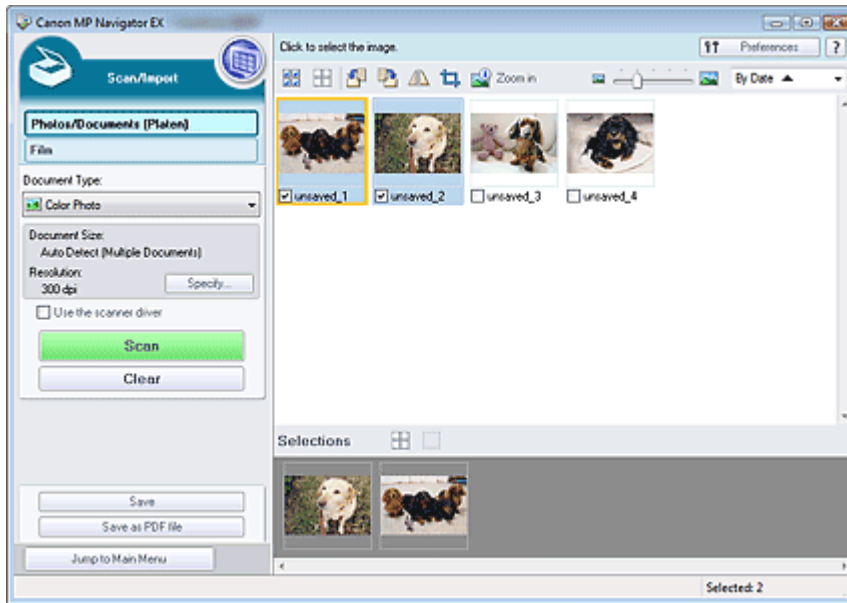 Canon MP Navigator EX
Scan/Import
Photos/Documents (Platen)
Film
Document Type:
Color Photo
Document Size:
Auto Detect (Multiple Documents)
Resolution:
300 dpi
Specify...
Use the scanner driver
Scan
Clear
Save
Save as PDF file
Jump to Main Menu
Click to select the image.
Preferences
?
Zoom in
By Date
unsaved_1
unsaved_2
unsaved_3
unsaved_4
Selections
Selected: 2